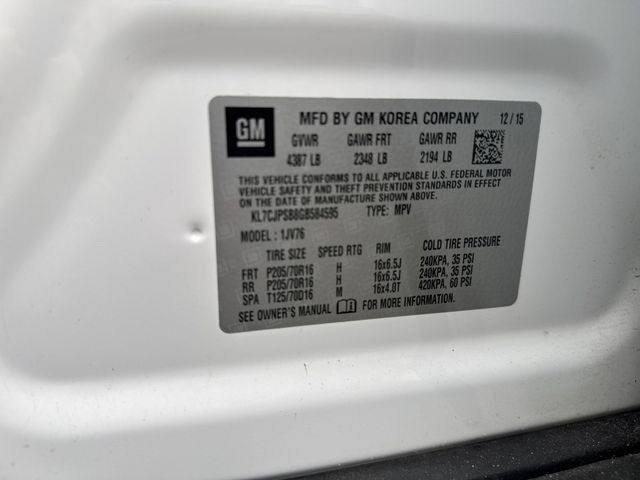 GM MFD BY GM KOREA COMPANY 12/15
GVWR GAWR FRT GAWR RR
4387 LB 2348 LB 2194 LB
THIS VEHICLE CONFORMS TO ALL APPLICABLE U.S. FEDERAL MOTOR
VEHICLE SAFETY AND THEFT PREVENTION STANDARDS IN EFFECT
ON THE DATE OF MANUFACTURE SHOWN ABOVE.
KL7CJPSB8GB584595 TYPE: MPV
MODEL: 1JV76
TIRE SIZE SPEED RTG RIM COLD TIRE PRESSURE
FRT P205/70R16 H 16x6.5J 240KPA, 35 PSI
RR P205/70R16 H 16x6.5J 240KPA, 35 PSI
SPA T125/70D16 M 16x4.0T 420KPA, 60 PSI
SEE OWNER'S MANUAL FOR MORE INFORMATION.